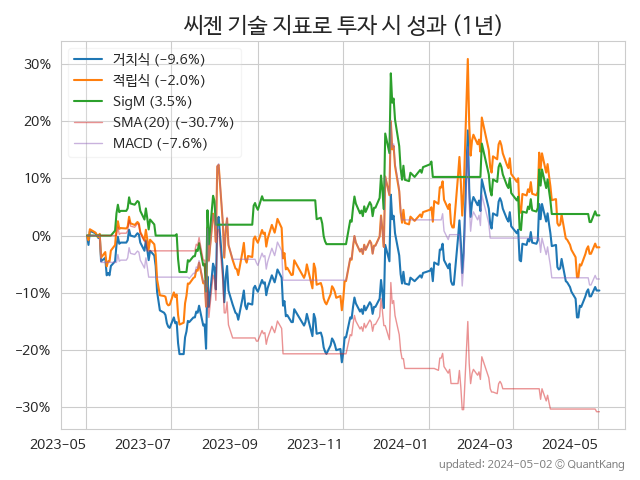 씨젠 기술 지표로 투자 시 성과 (1년)
거치식 (−9.6%)
적립식 (−2.0%)
SigM (3.5%)
SMA(20) (−30.7%)
MACD (−7.6%)
30%
20%
10%
0%
−10%
−20%
−30%
2023-05 2023-07 2023-09 2023-11 2024-01 2024-03 2024-05
updated: 2024-05-02 ⓒ QuantKang